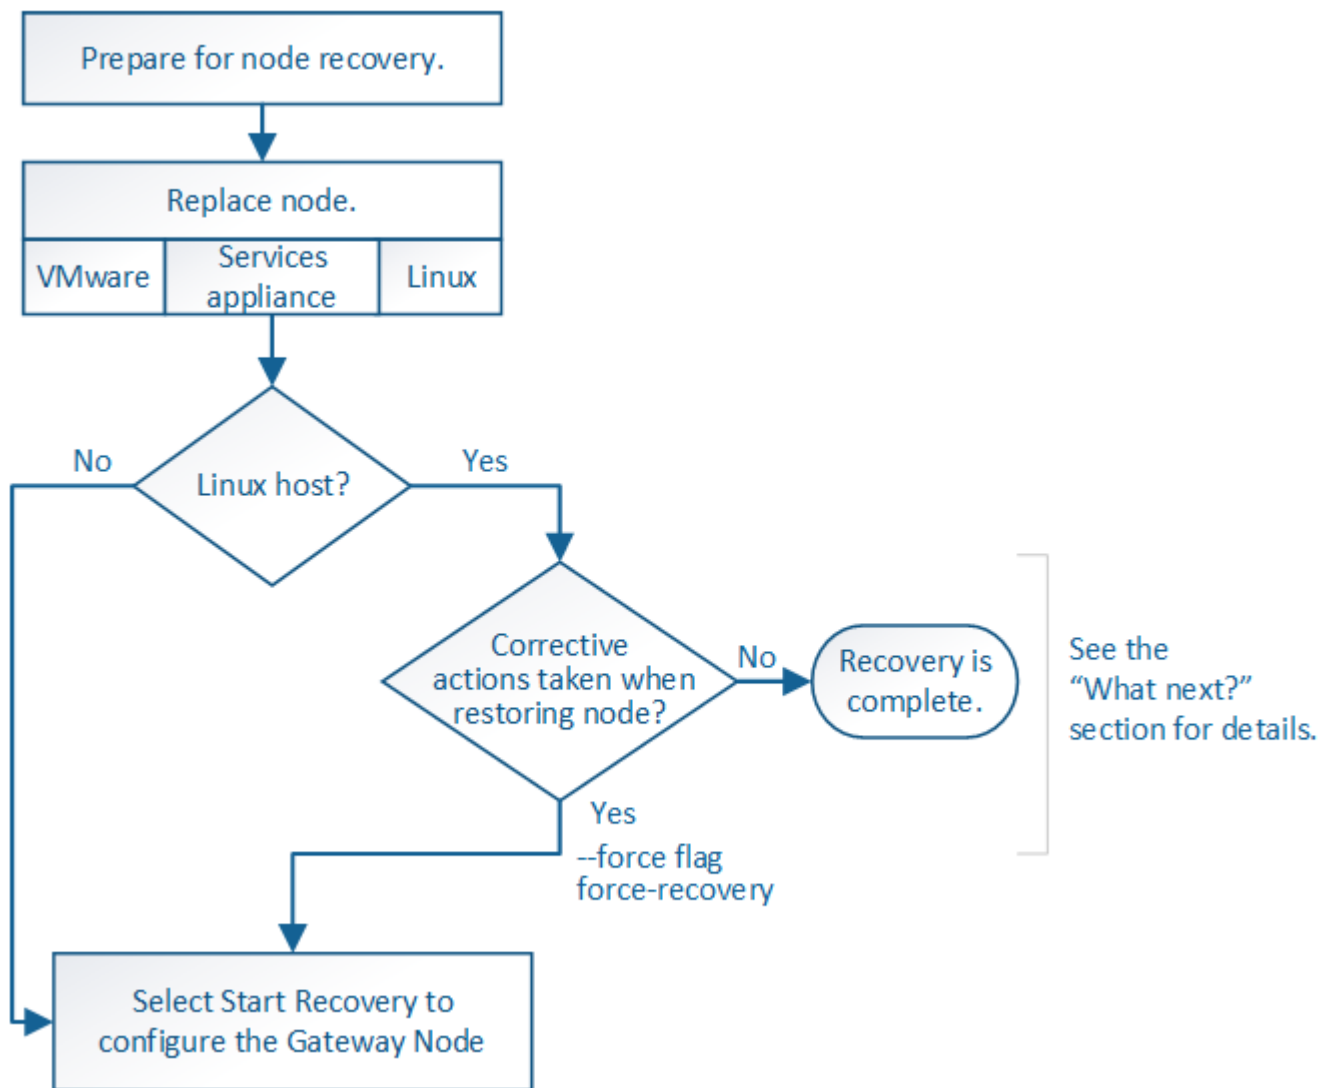 Prepare for node recovery.
Replace node.
VMware
Services
appliance
Linux
No
Yes
Linux host?
Corrective
actions taken when
restoring node?
No
Recovery is
complete.
See the
“What next?”
section for details.
Yes
--force flag
force-recovery
Select Start Recovery to
configure the Gateway Node